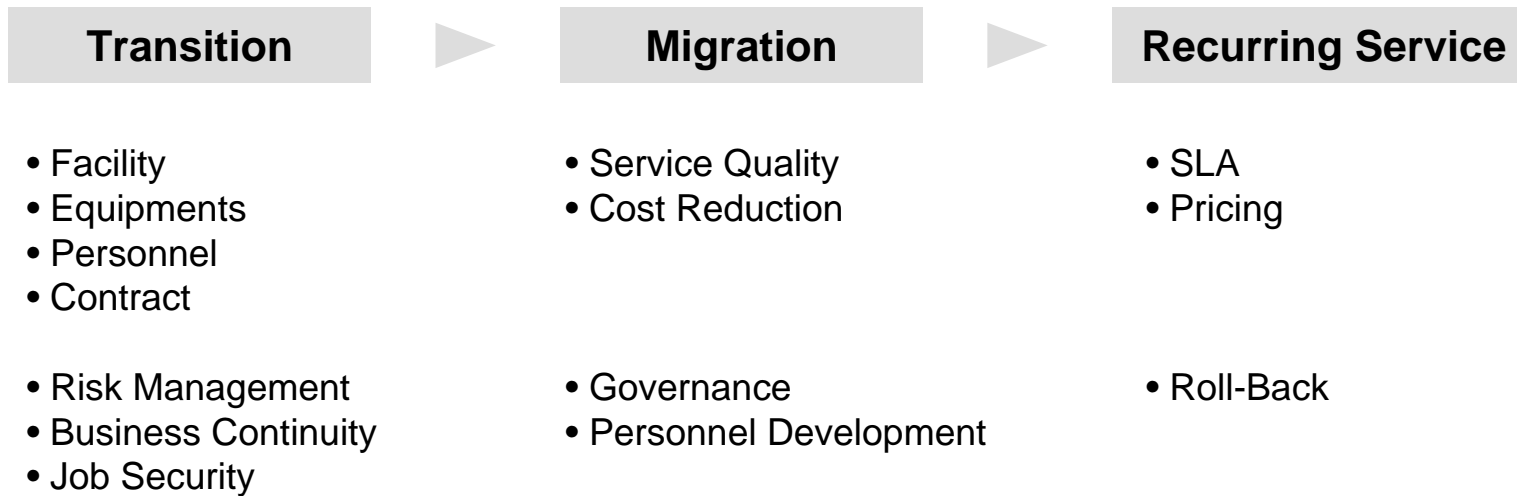 Transition
Migration
Recurring Service
• Facility
• Equipments
• Personnel
• Contract
• Service Quality
• Cost Reduction
• SLA
• Pricing
• Risk Management
• Business Continuity
• Job Security
• Governance
• Personnel Development
• Roll-Back